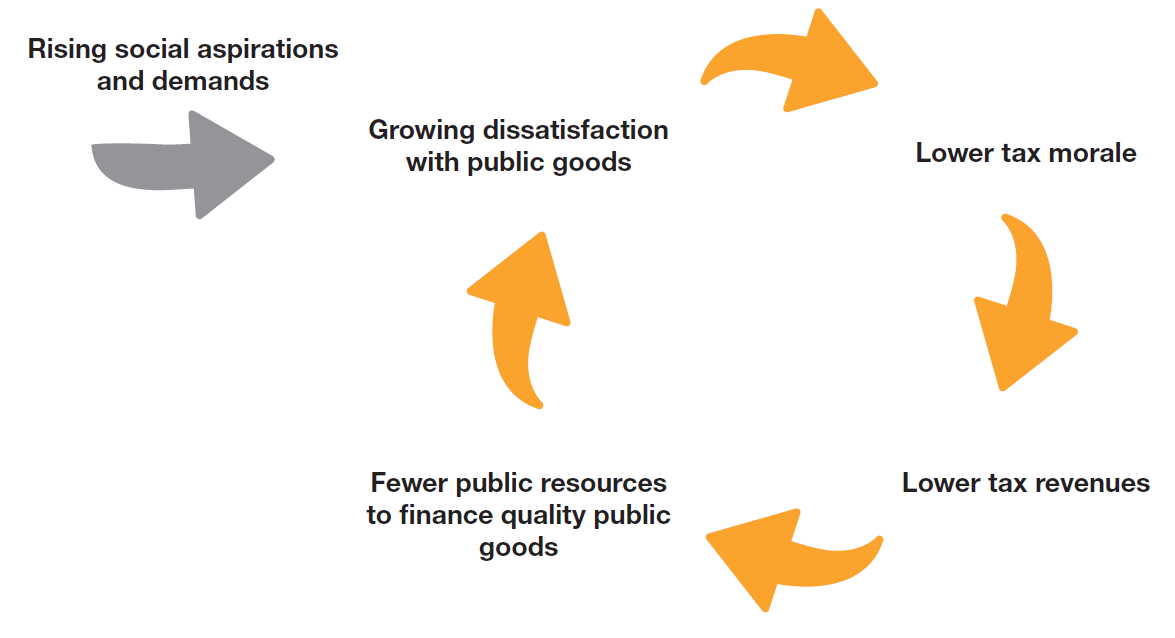 Rising social aspirations
and demands
Growing dissatisfaction
with public goods
Lower tax morale
Lower tax revenues
Fewer public resources
to finance quality public
goods